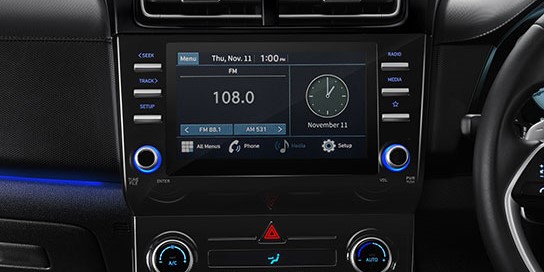 < SEEK
TRACK >
SETUP
TUNE
FILE
ENTER
Menu
Thu, Nov. 11
1:00 PM
FM
108.0
< FM 88.1
AM 531 >
November 11
All Menus
Phone
Media
Setup
RADIO
MEDIA
☆
VOL
PWR
A/C
AUTO